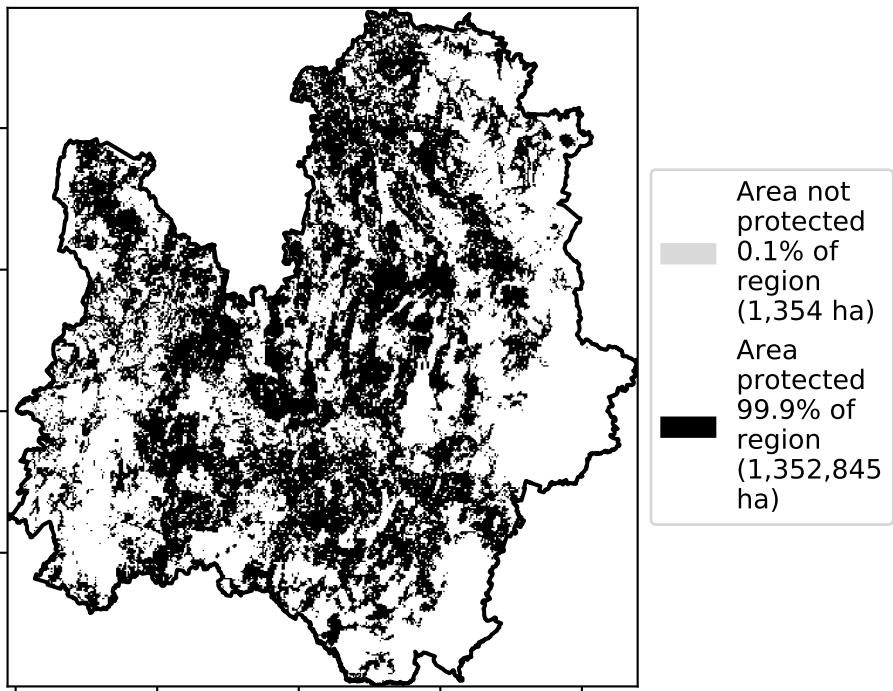 Area not
protected
0.1% of
region
(1,354 ha)
Area
protected
99.9% of
region
(1,352,845
ha)